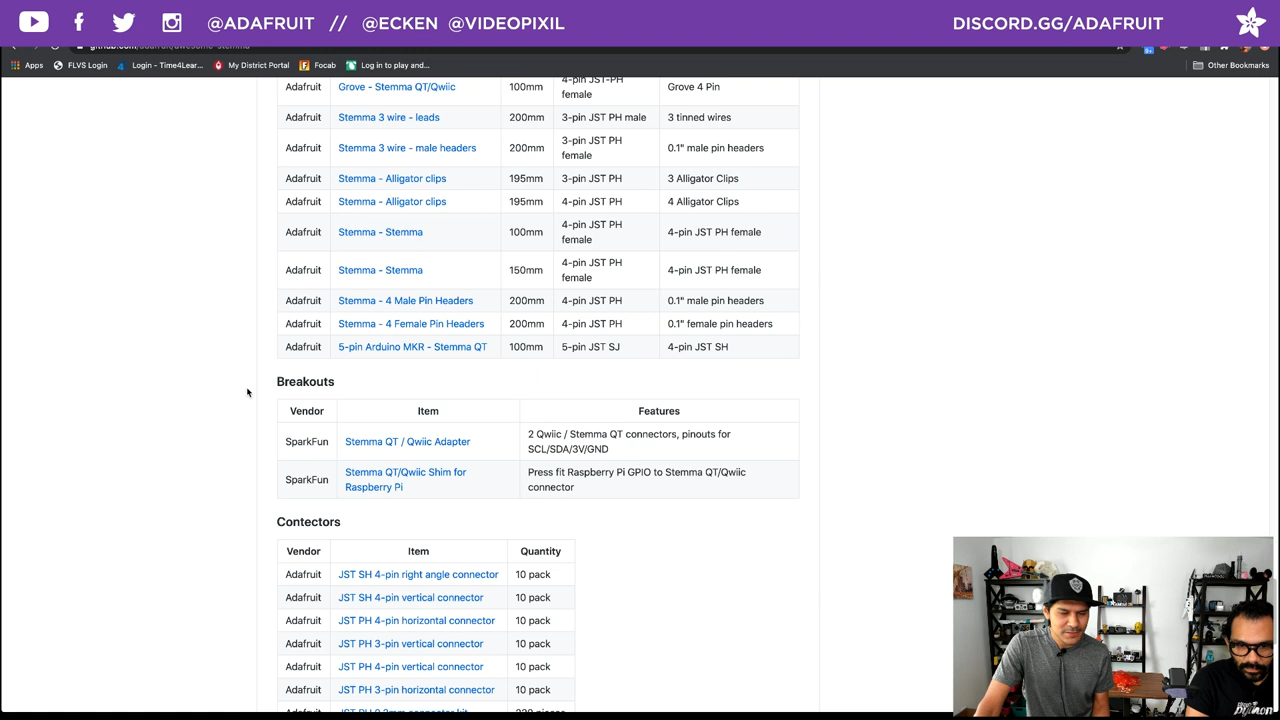 @ADAFRUIT // @ECKEN @VIDEOPIXIL
DISCORD.GG/ADAFRUIT
Apps FLVS Login Login - Time4Lear... My District Portal Focab Log in to play and... Other Bookmarks
Adafruit Grove - Stemma QT/Qwiic 100mm 4-pin JST-PH female Grove 4 Pin
Adafruit Stemma 3 wire - leads 200mm 3-pin JST PH male 3 tinned wires
Adafruit Stemma 3 wire - male headers 200mm 3-pin JST PH female 0.1" male pin headers
Adafruit Stemma - Alligator clips 195mm 3-pin JST PH 3 Alligator Clips
Adafruit Stemma - Alligator clips 195mm 4-pin JST PH 4 Alligator Clips
Adafruit Stemma - Stemma 100mm 4-pin JST PH female 4-pin JST PH female
Adafruit Stemma - Stemma 150mm 4-pin JST PH female 4-pin JST PH female
Adafruit Stemma - 4 Male Pin Headers 200mm 4-pin JST PH 0.1" male pin headers
Adafruit Stemma - 4 Female Pin Headers 200mm 4-pin JST PH 0.1" female pin headers
Adafruit 5-pin Arduino MKR - Stemma QT 100mm 5-pin JST SJ 4-pin JST SH
Breakouts
Vendor Item Features
SparkFun Stemma QT / Qwiic Adapter 2 Qwiic / Stemma QT connectors, pinouts for
SCL/SDA/3V/GND
SparkFun Stemma QT/Qwiic Shim for Raspberry Pi Press fit Raspberry Pi GPIO to Stemma QT/Qwiic
connector
Contectors
Vendor Item Quantity
Adafruit JST SH 4-pin right angle connector 10 pack
Adafruit JST SH 4-pin vertical connector 10 pack
Adafruit JST PH 4-pin horizontal connector 10 pack
Adafruit JST PH 3-pin vertical connector 10 pack
Adafruit JST PH 4-pin vertical connector 10 pack
Adafruit JST PH 3-pin horizontal connector 10 pack